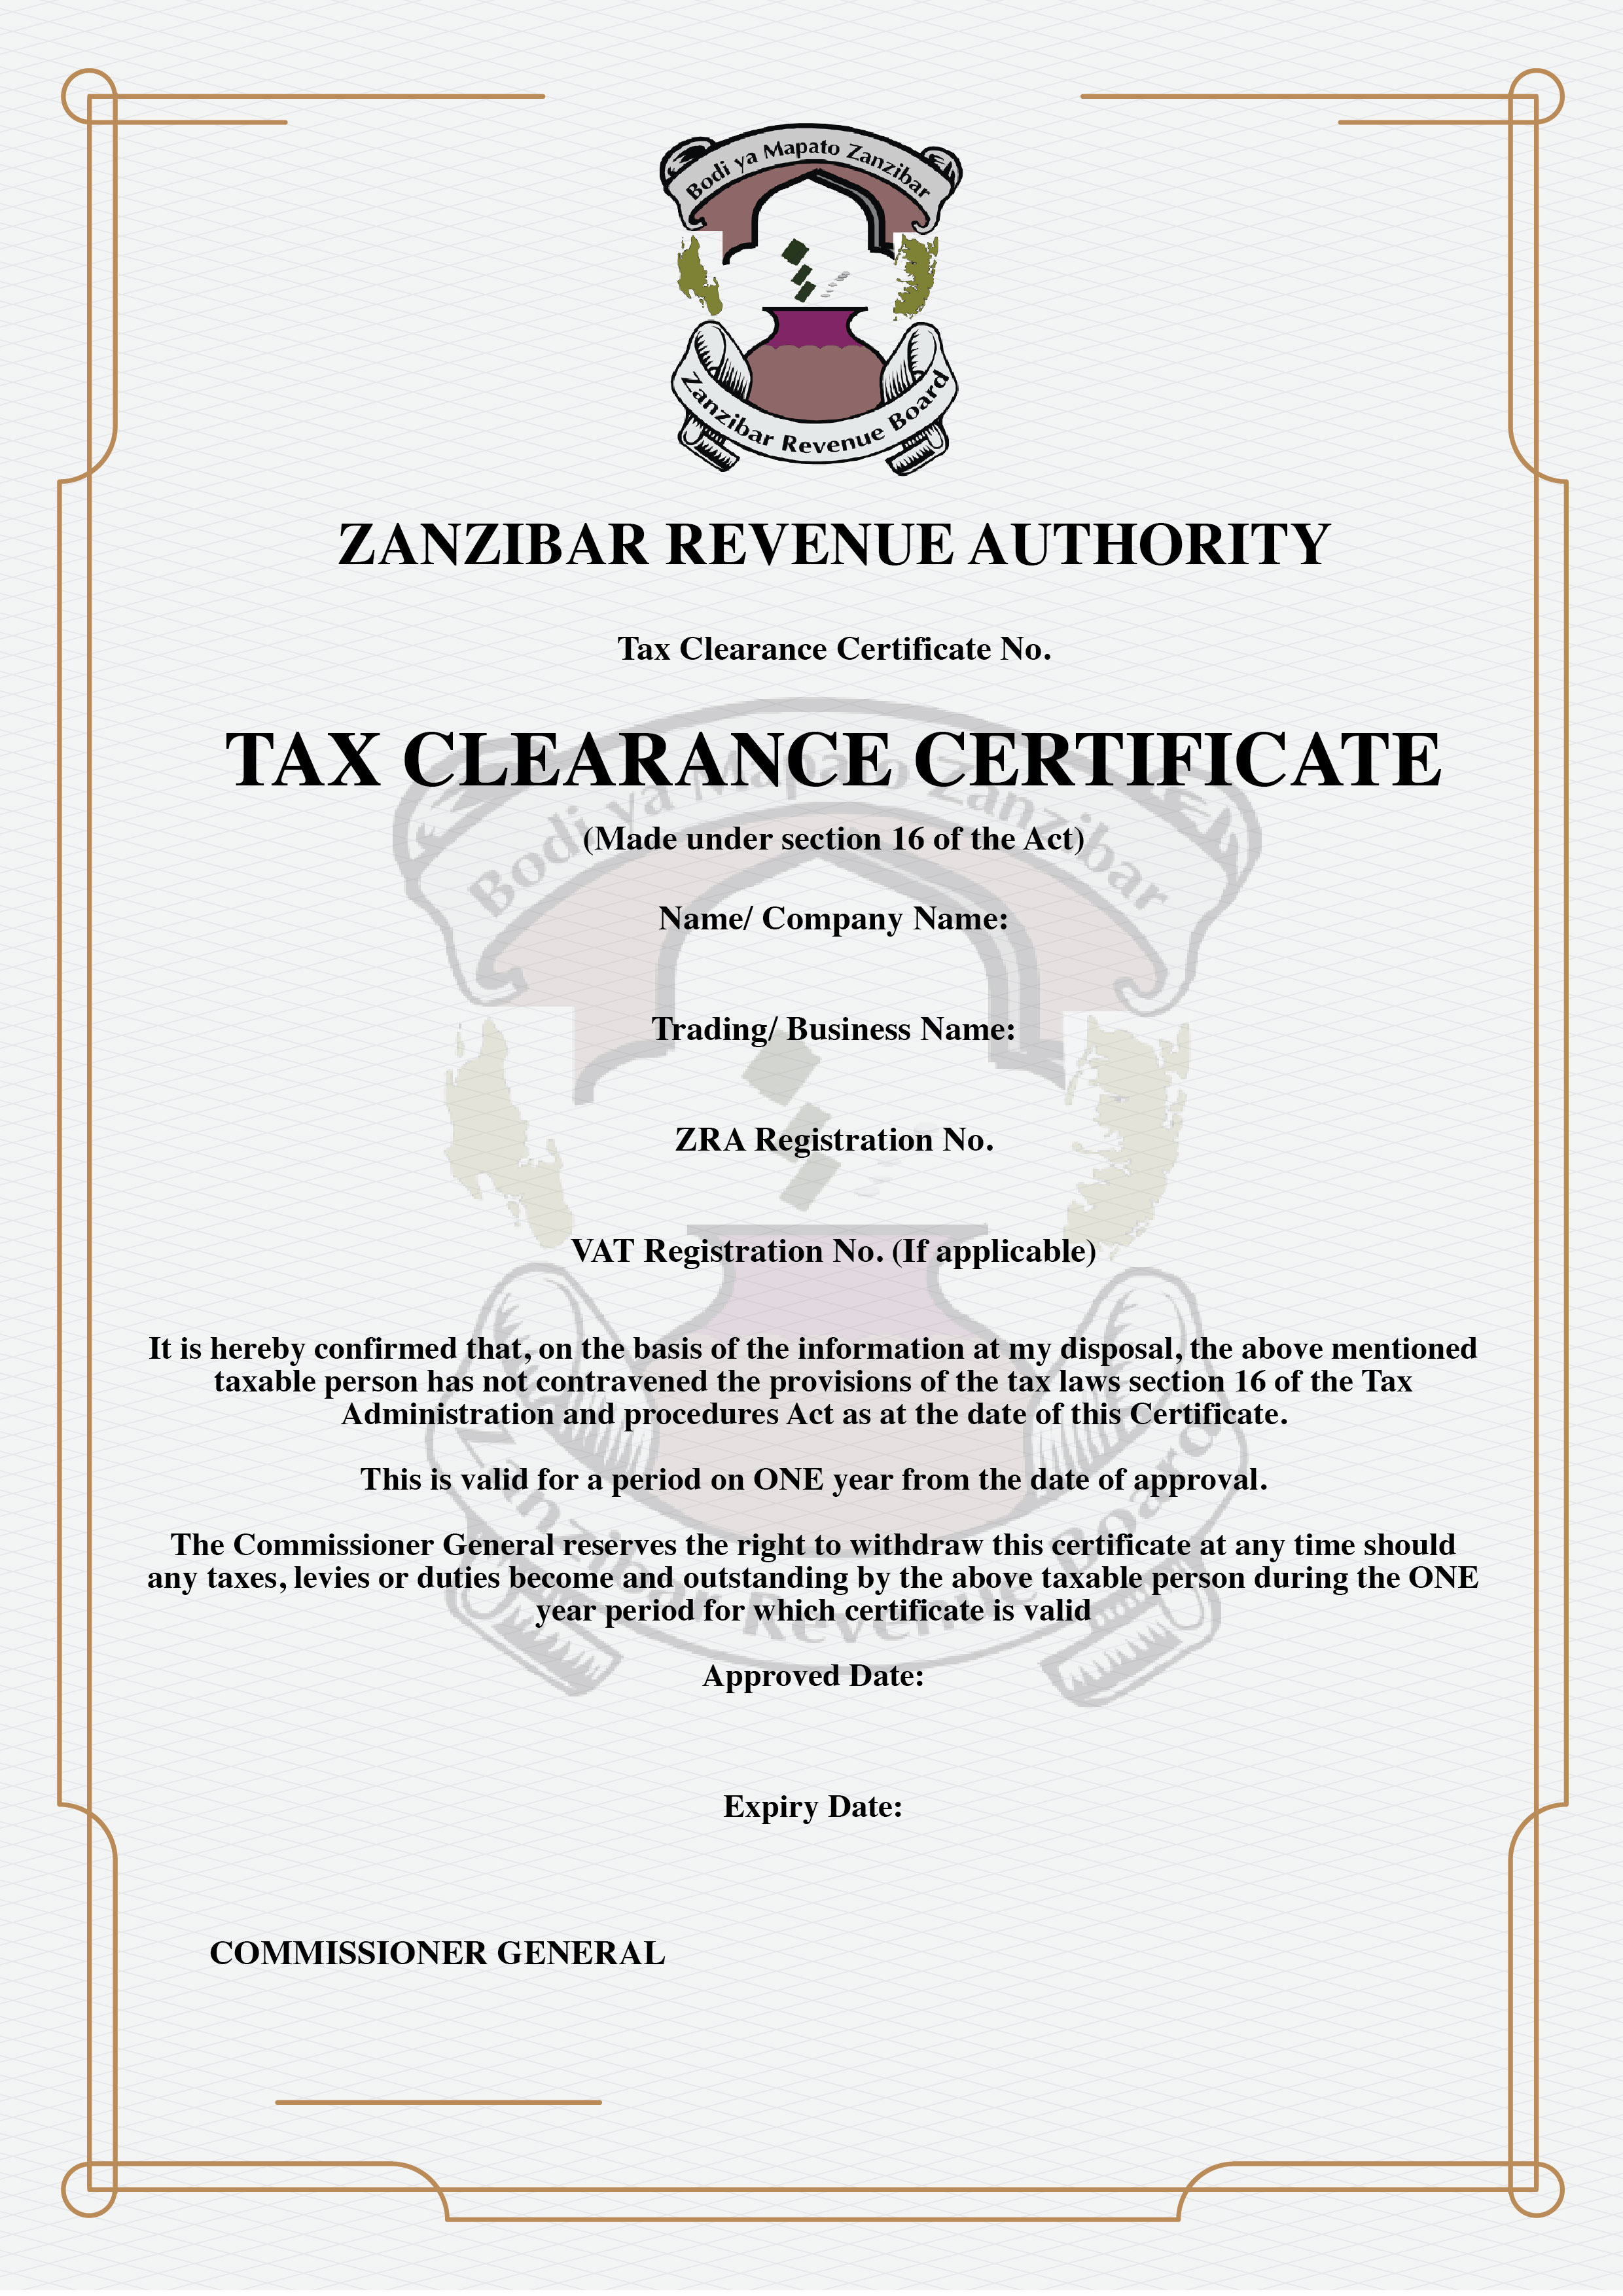 Bodi ya Mapato Zanzibar
Zanzibar Revenue Board
ZANZIBAR REVENUE AUTHORITY
Tax Clearance Certificate No.
TAX CLEARANCE CERTIFICATE
Bodi ya Mapato Zanzibar
(Made under section 16 of the Act)
Name/ Company Name:
Trading/ Business Name:
ZRA Registration No.
VAT Registration No. (If applicable)
It is hereby confirmed that, on the basis of the information at my disposal, the above mentioned
taxable person has not contravened the provisions of the tax laws section 16 of the Tax
Administration and procedures Act as at the date of this Certificate.
This is valid for a period on ONE year from the date of approval.
The Commissioner General reserves the right to withdraw this certificate at any time should
any taxes, levies or duties become and outstanding by the above taxable person during the ONE
year period for which certificate is valid
Zanzibar Revenue Board
Approved Date:
Expiry Date:
COMMISSIONER GENERAL